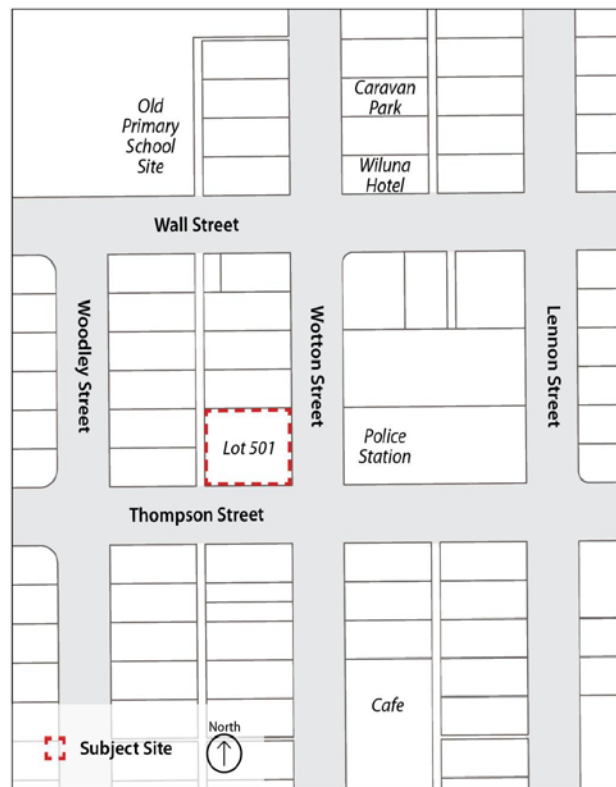 Caravan
Park
Old
Primary
School
Site
Wiluna
Hotel
Wall Street
Woodley Street
Wotton Street
Lennon Street
Lot 501
Police
Station
Thompson Street
Cafe
North
Subject Site